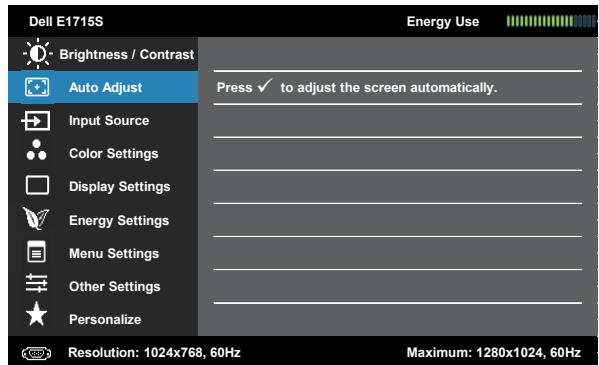 Dell E1715S Energy Use
Brightness / Contrast
Auto Adjust Press ✓ to adjust the screen automatically.
Input Source
Color Settings
Display Settings
Energy Settings
Menu Settings
Other Settings
Personalize
Resolution: 1024x768, 60Hz Maximum: 1280x1024, 60Hz